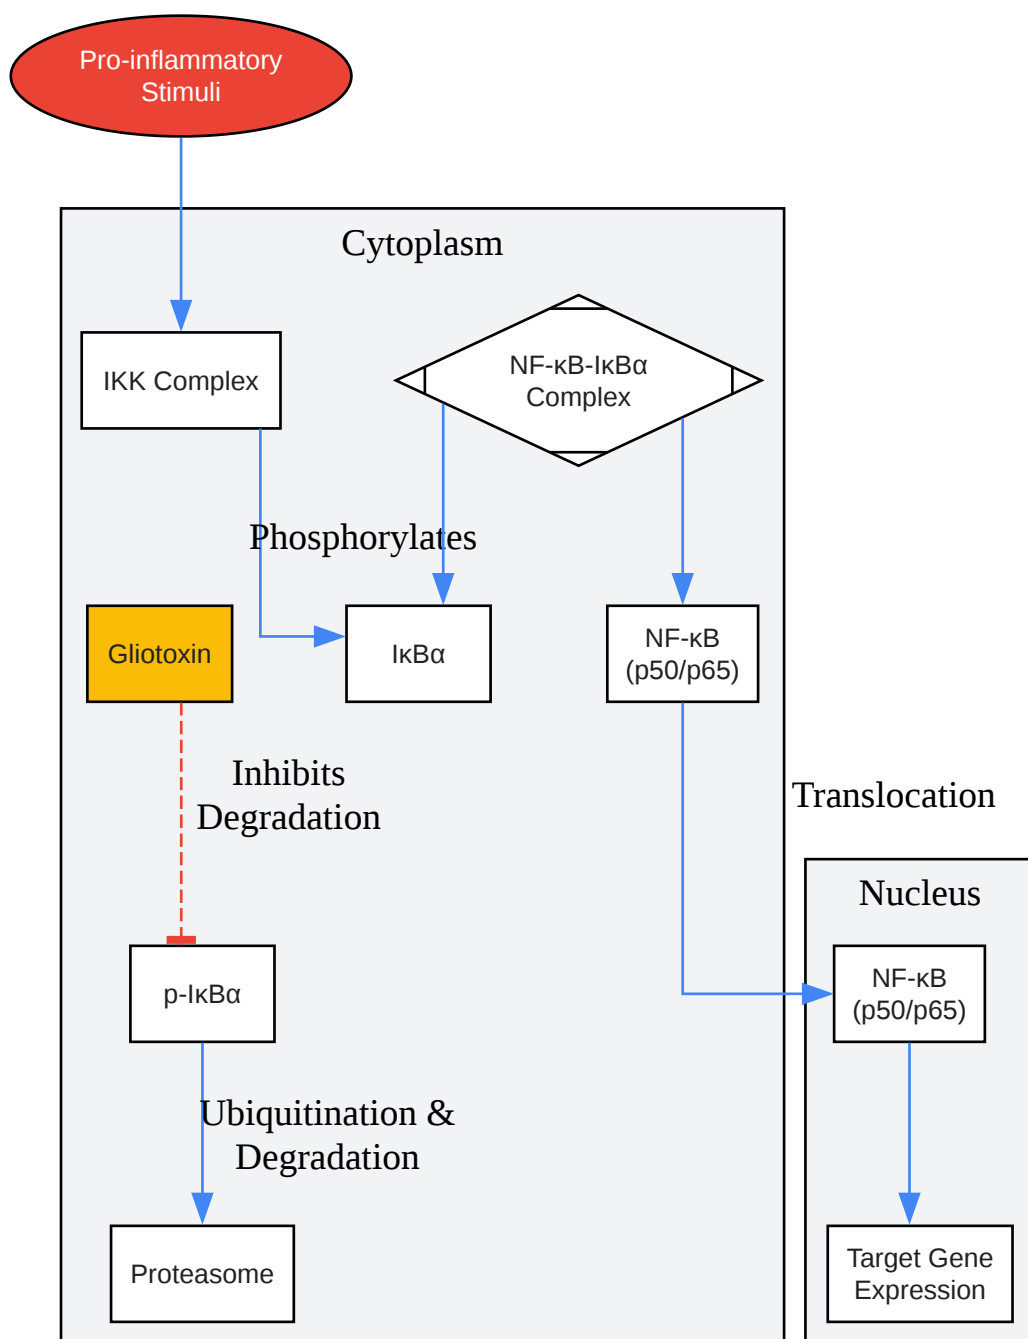 Pro-inflammatory
Stimuli
Cytoplasm
IKK Complex
NF-κB-IκBα
Complex
Phosphorylates
Gliotoxin
IκBα
NF-κB
(p50/p65)
Inhibits
Degradation
Translocation
Nucleus
p-IκBα
NF-κB
(p50/p65)
Ubiquitination &
Degradation
Proteasome
Target Gene
Expression